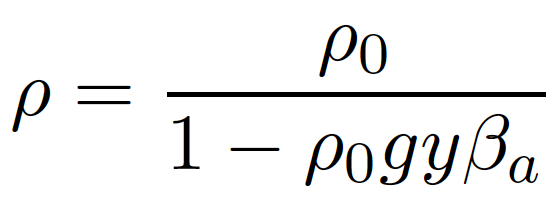 ρ = ρ₀ / (1 − ρ₀gyβₐ)